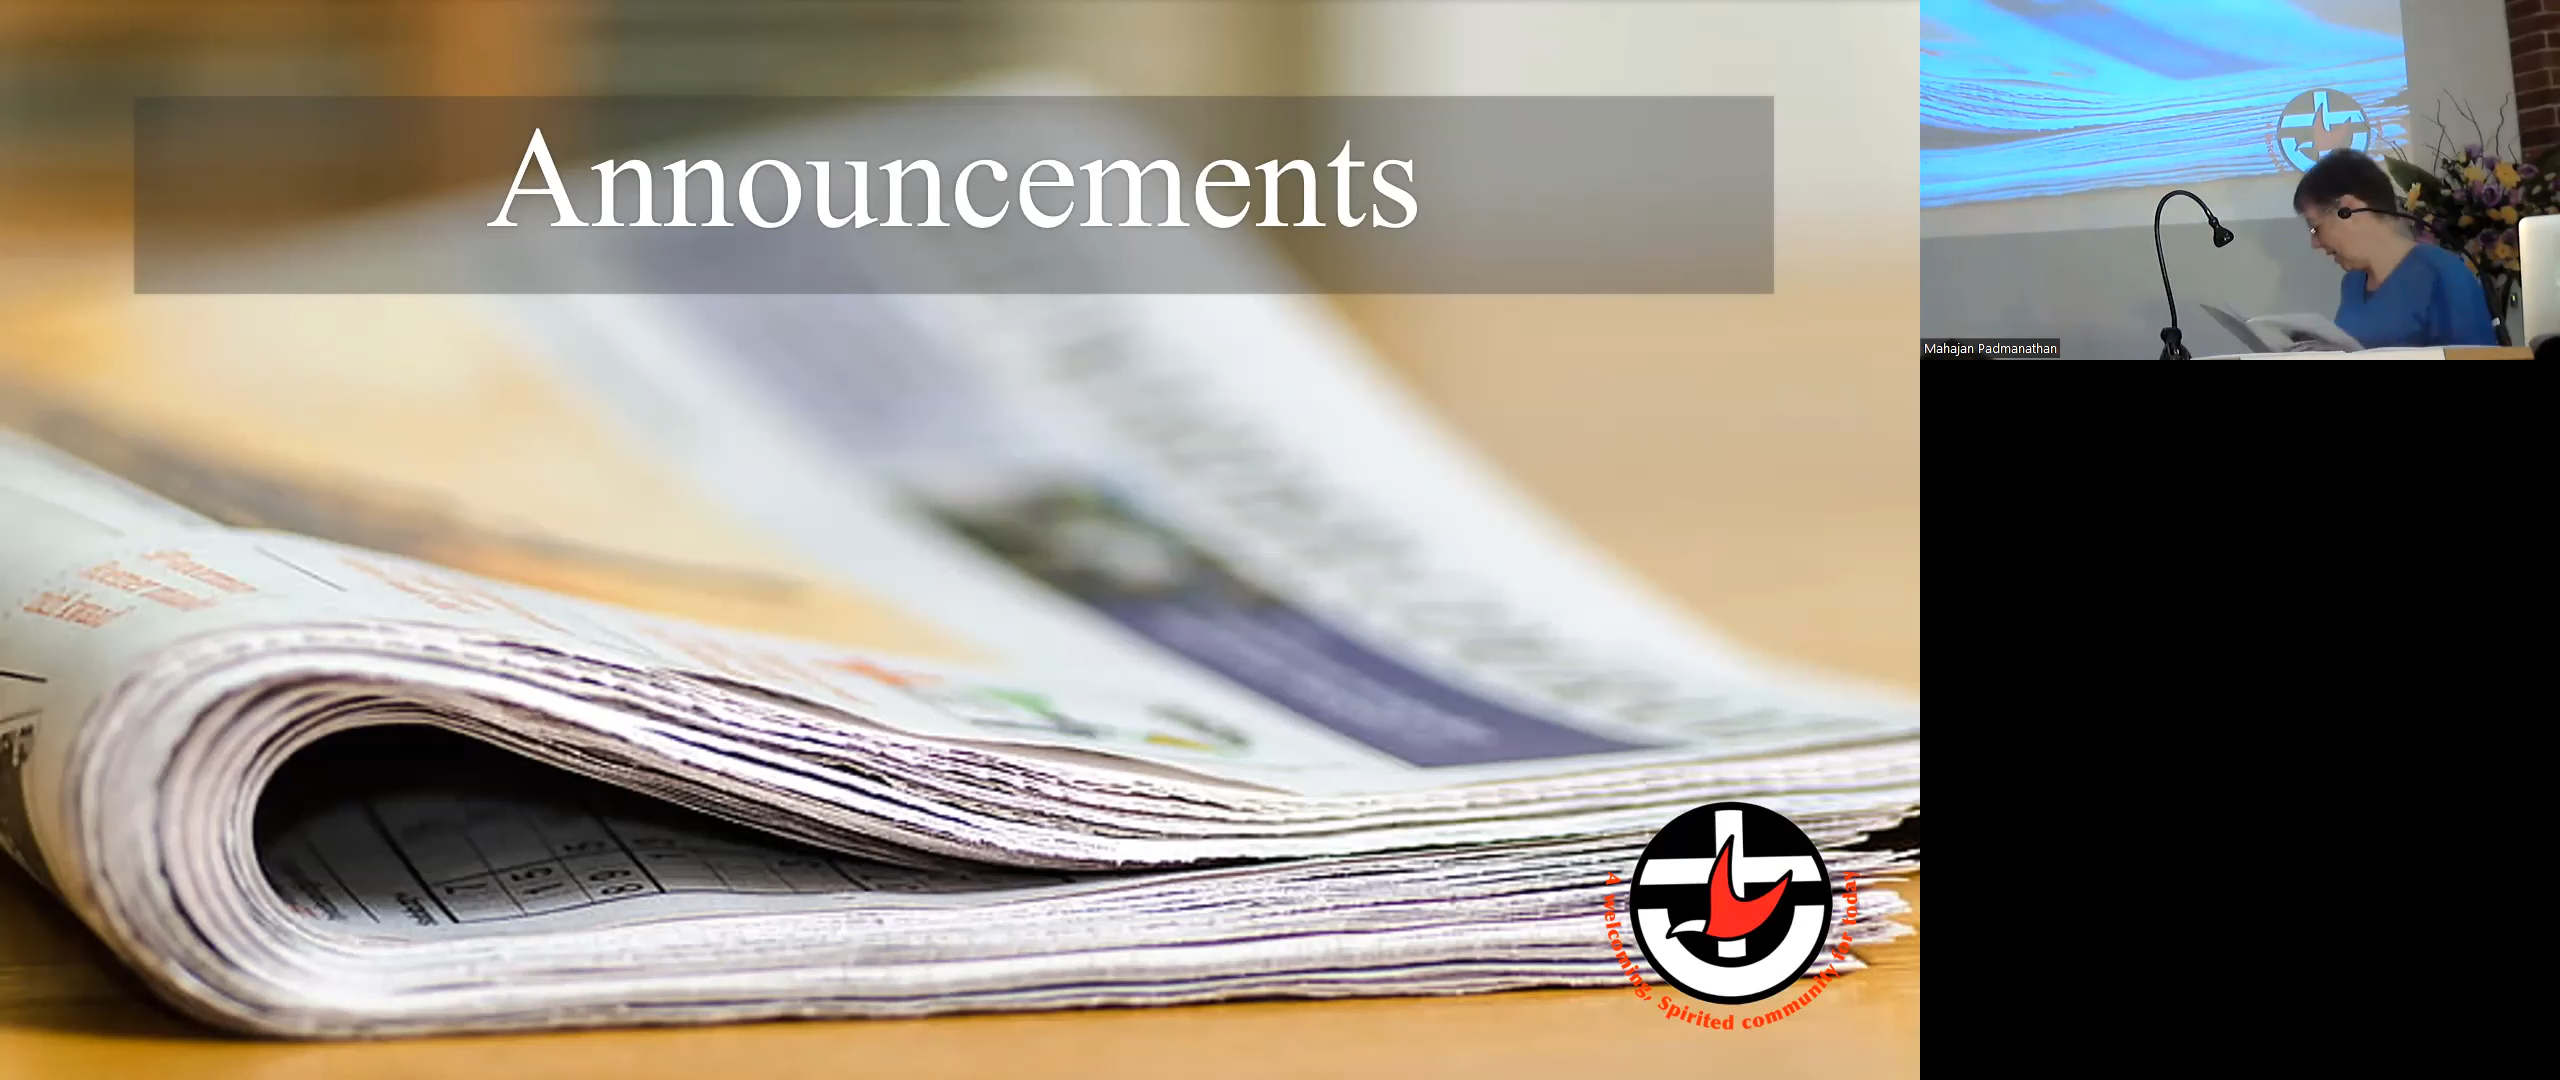 Announcements
A welcoming, Spirited community for today
Mahajan Padmanathan